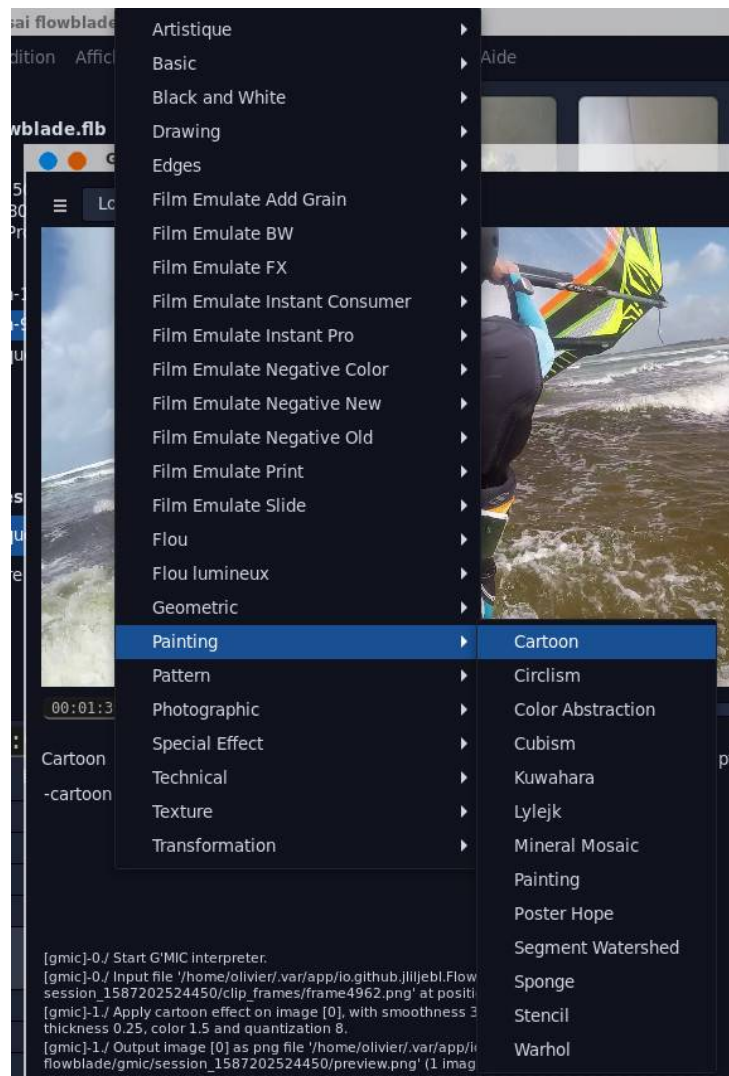 sai flowblade
dition Affic Aide
wblade.flb
Artistique
Basic
Black and White
Drawing
Edges
Film Emulate Add Grain
Film Emulate BW
Film Emulate FX
Film Emulate Instant Consumer
Film Emulate Instant Pro
Film Emulate Negative Color
Film Emulate Negative New
Film Emulate Negative Old
Film Emulate Print
Film Emulate Slide
Flou
Flou lumineux
Geometric
Painting
Pattern
Photographic
Special Effect
Technical
Texture
Transformation
Cartoon
Circlism
Color Abstraction
Cubism
Kuwahara
Lylejk
Mineral Mosaic
Painting
Poster Hope
Segment Watershed
Sponge
Stencil
Warhol
00:01:3
Cartoon
-cartoon
[gmic]-0./ Start G'MIC interpreter.
[gmic]-0./ Input file '/home/olivier/.var/app/io.github.jliljebl.Flow
session_1587202524450/clip_frames/frame4962.png' at positi
[gmic]-1./ Apply cartoon effect on image [0], with smoothness 3
thickness 0.25, color 1.5 and quantization 8.
[gmic]-1./ Output image [0] as png file '/home/olivier/.var/app/i
flowblade/gmic/session_1587202524450/preview.png' (1 imag